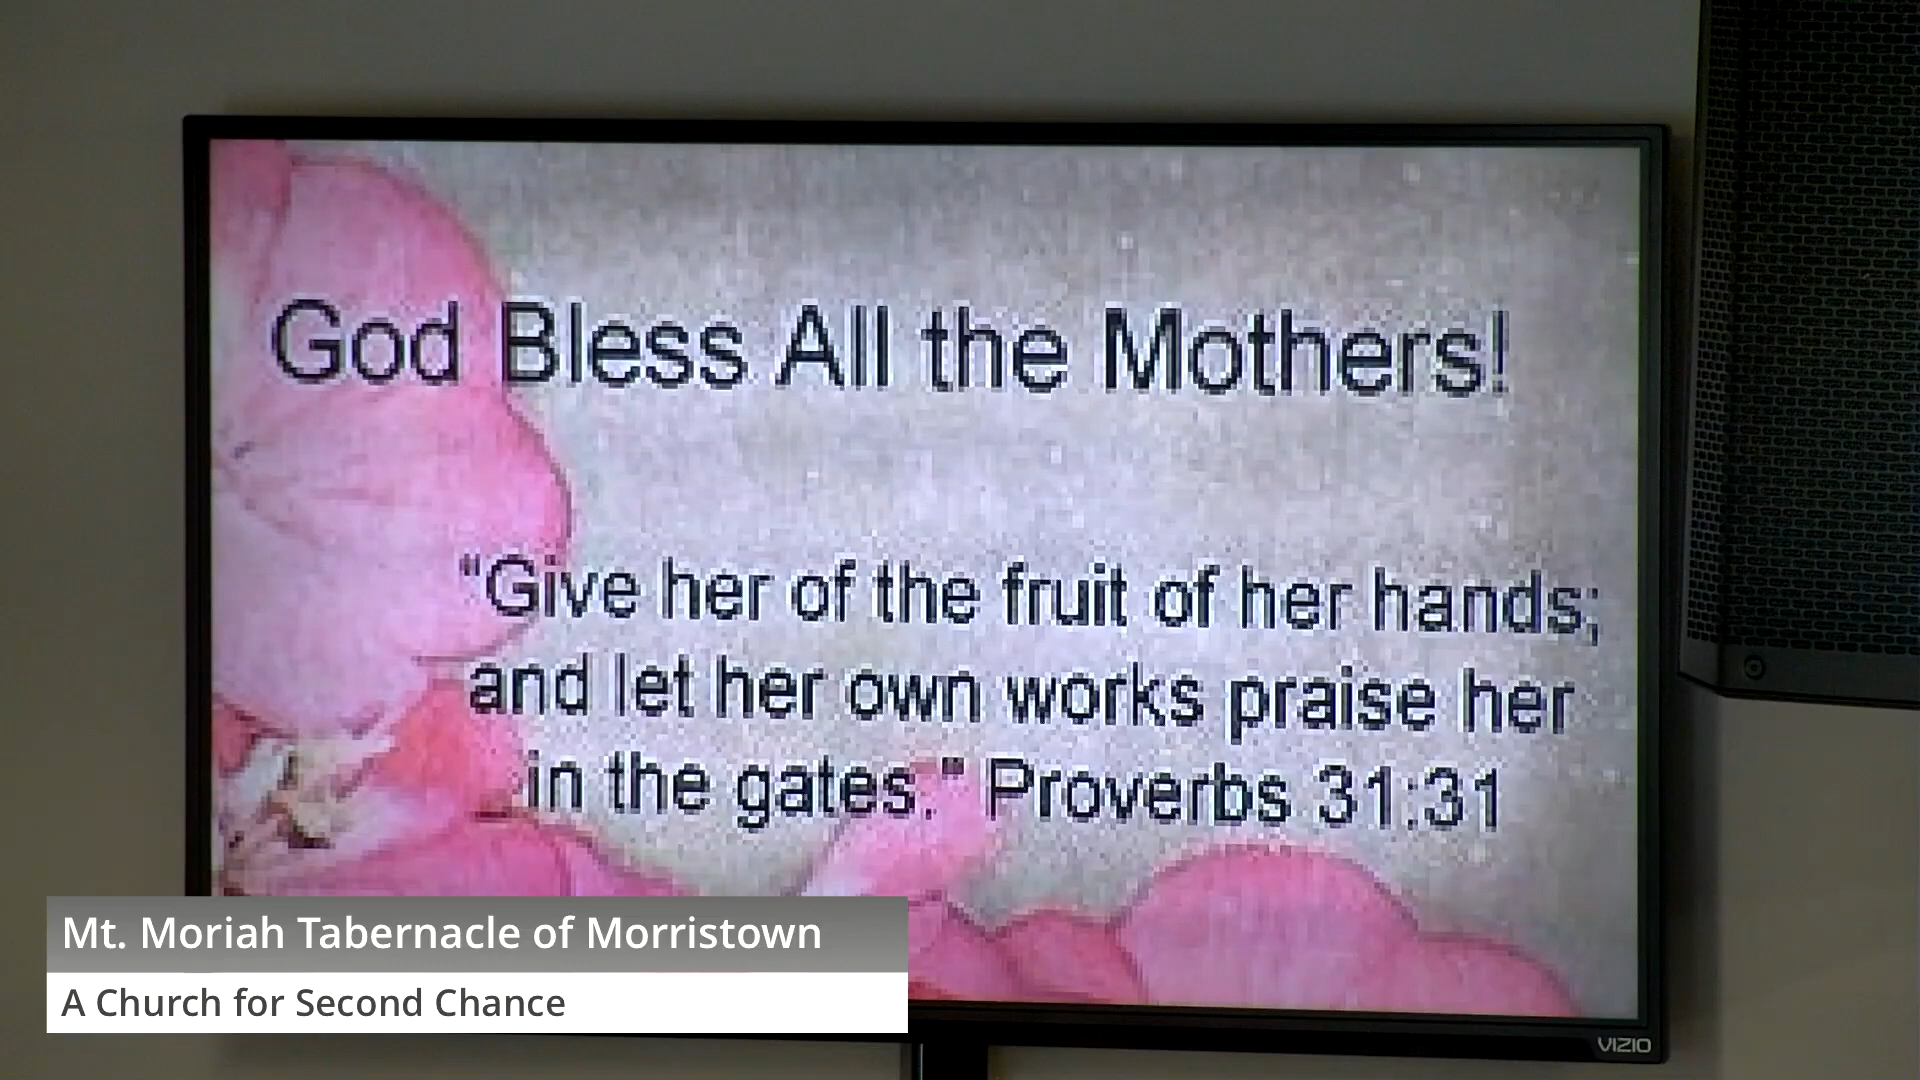 God Bless All the Mothers!
"Give her of the fruit of her hands;
and let her own works praise her
in the gates." Proverbs 31:31
Mt. Moriah Tabernacle of Morristown
A Church for Second Chance
VIZIO